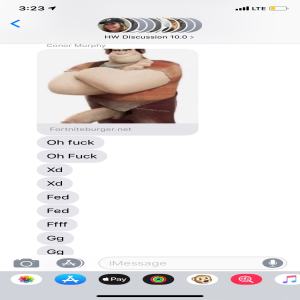 3:23
LTE
HW Discussion 10.0 >
Conor Murphy
Fortniteburger.net
Oh fuck
Oh Fuck
Xd
Xd
Fed
Fed
Ffff
Gg
Gg
iMessage
Pay